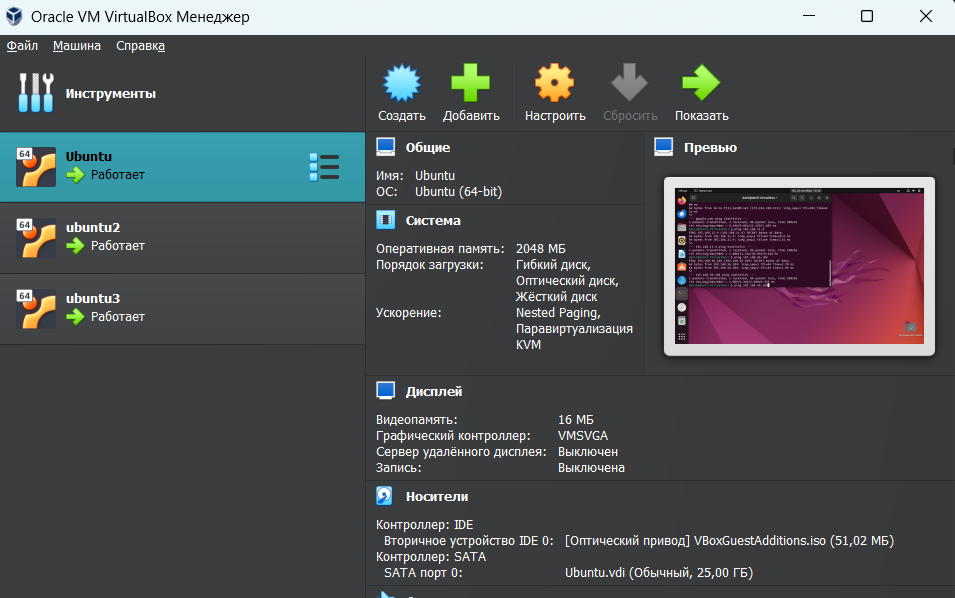 Oracle VM VirtualBox Менеджер
Файл Машина Справка
Инструменты
Создать Добавить Настроить Сбросить Показать
64
Ubuntu
Работает
64
ubuntu2
Работает
64
ubuntu3
Работает
Общие
Имя: Ubuntu
ОС: Ubuntu (64-bit)
Система
Оперативная память: 2048 МБ
Порядок загрузки: Гибкий диск,
Оптический диск,
Жёсткий диск
Ускорение: Nested Paging,
Паравиртуализация
KVM
Превью
Дисплей
Видеопамять: 16 МБ
Графический контроллер: VMSVGA
Сервер удалённого дисплея: Выключен
Запись: Выключена
Носители
Контроллер: IDE
Вторичное устройство IDE 0: [Оптический привод] VBoxGuestAdditions.iso (51,02 МБ)
Контроллер: SATA
SATA порт 0: Ubuntu.vdi (Обычный, 25,00 ГБ)